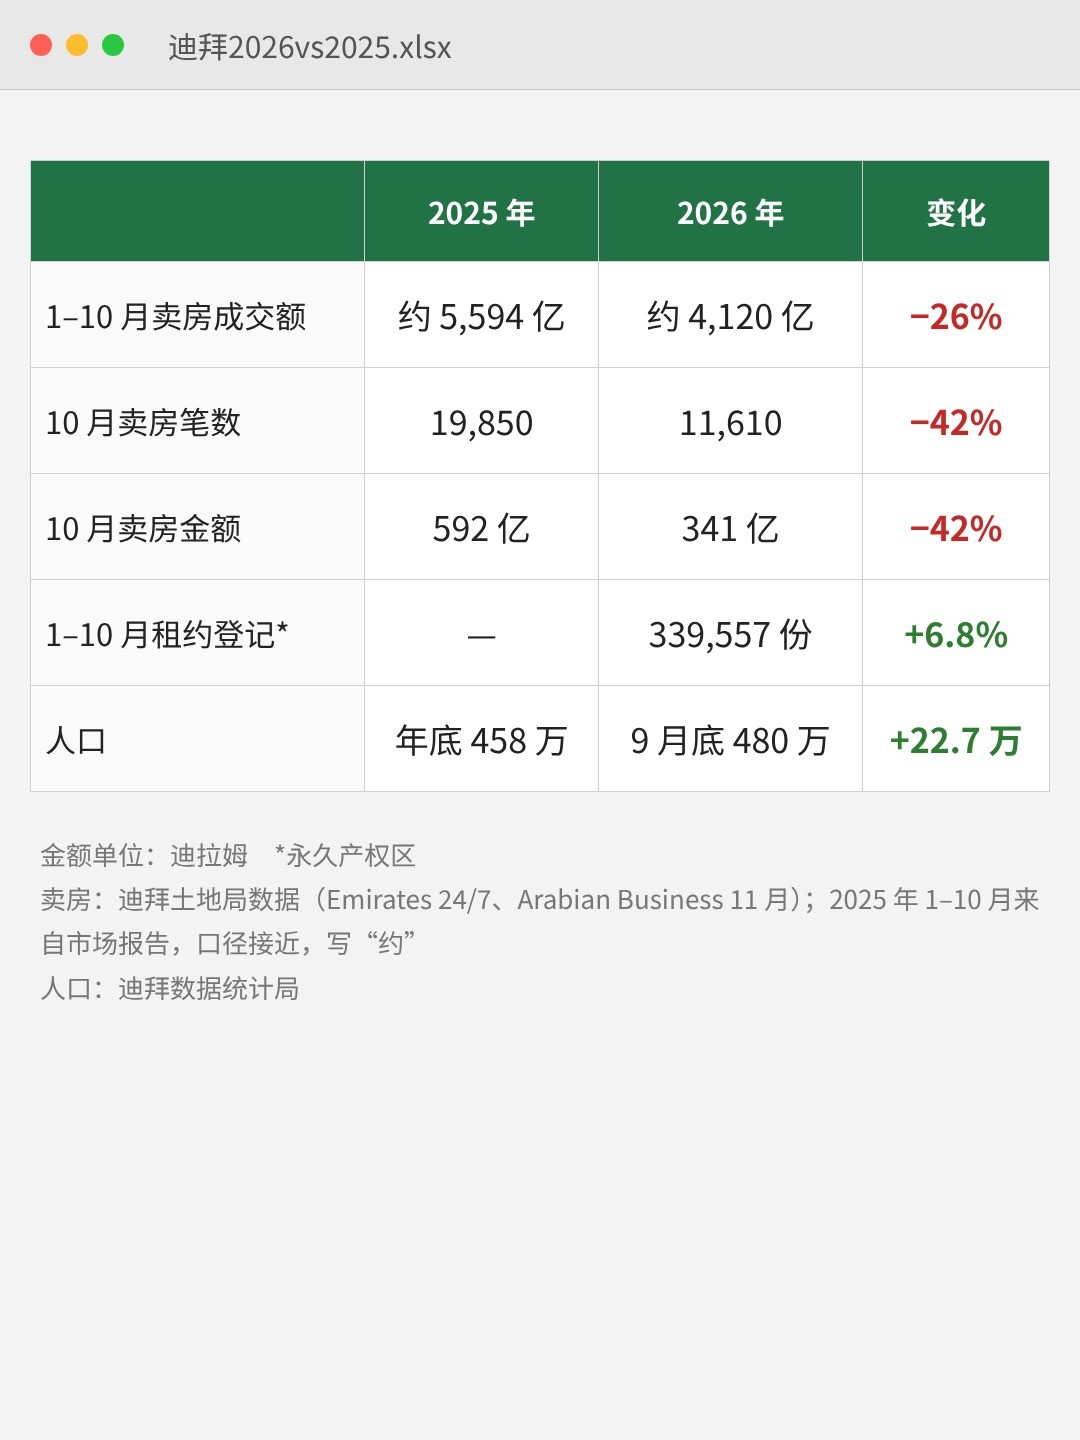 迪拜2026vs2025.xlsx
2025 年 2026 年 变化
1–10 月卖房成交额 约 5,594 亿 约 4,120 亿 −26%
10 月卖房笔数 19,850 11,610 −42%
10 月卖房金额 592 亿 341 亿 −42%
1–10 月租约登记* — 339,557 份 +6.8%
人口 年底 458 万 9 月底 480 万 +22.7 万
金额单位：迪拉姆 *永久产权区
卖房：迪拜土地局数据（Emirates 24/7、Arabian Business 11 月）；2025 年 1–10 月来
自市场报告，口径接近，写“约”
人口：迪拜数据统计局